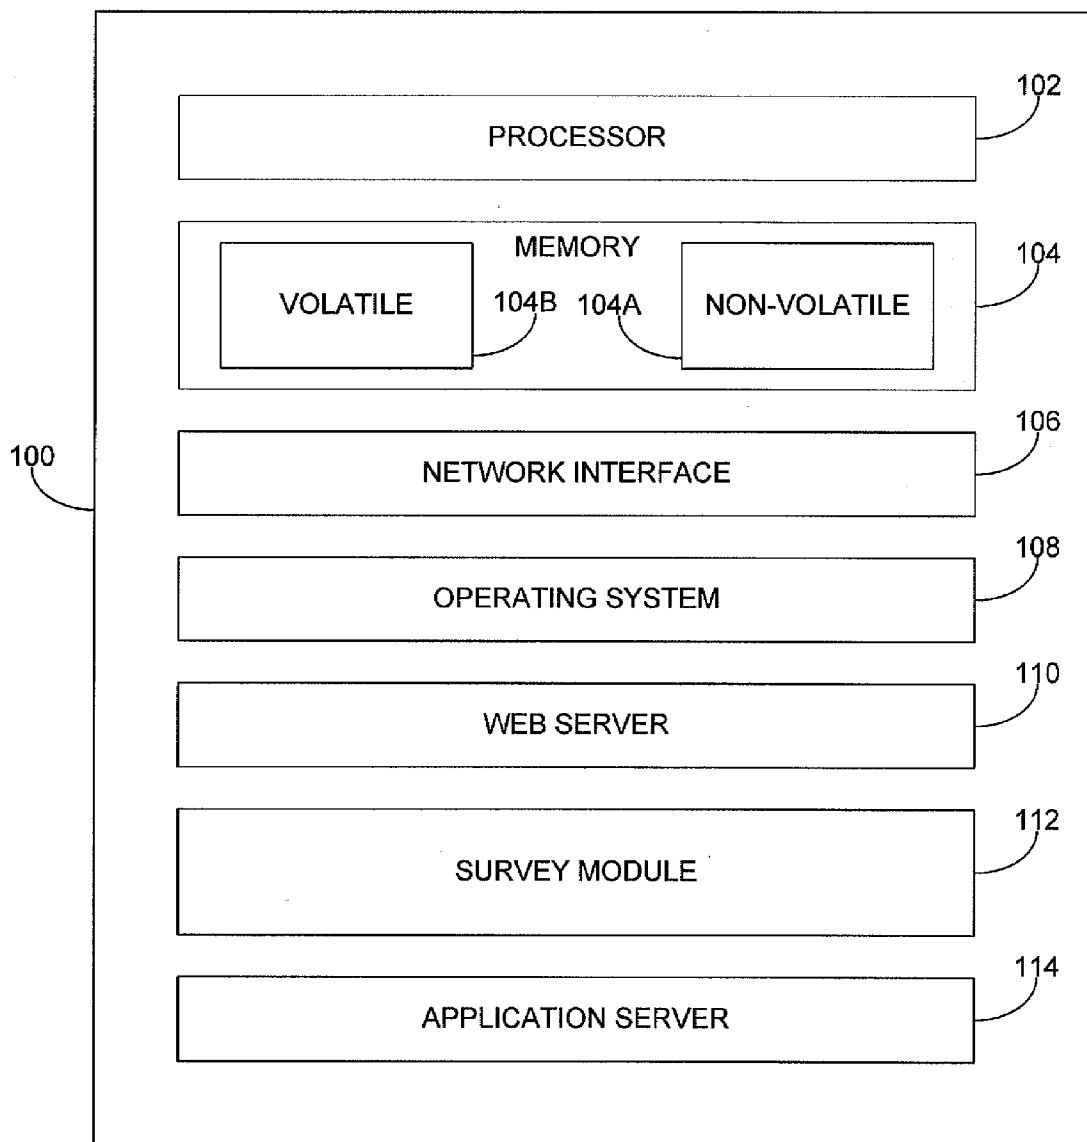 102
PROCESSOR
MEMORY
104
VOLATILE
104B
104A
NON-VOLATILE
106
100
NETWORK INTERFACE
108
OPERATING SYSTEM
110
WEB SERVER
112
SURVEY MODULE
114
APPLICATION SERVER